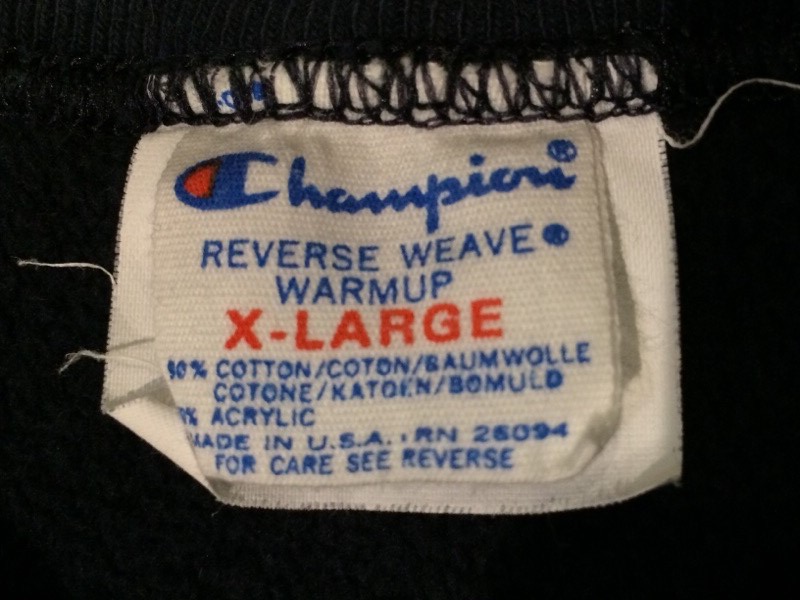 Champion®
REVERSE WEAVE®
WARMUP
X-LARGE
% COTTON/COTON/BAUMWOLLE
COTONE/KATOEN/BOMULD
% ACRYLIC
MADE IN U.S.A. · RN 26094
FOR CARE SEE REVERSE